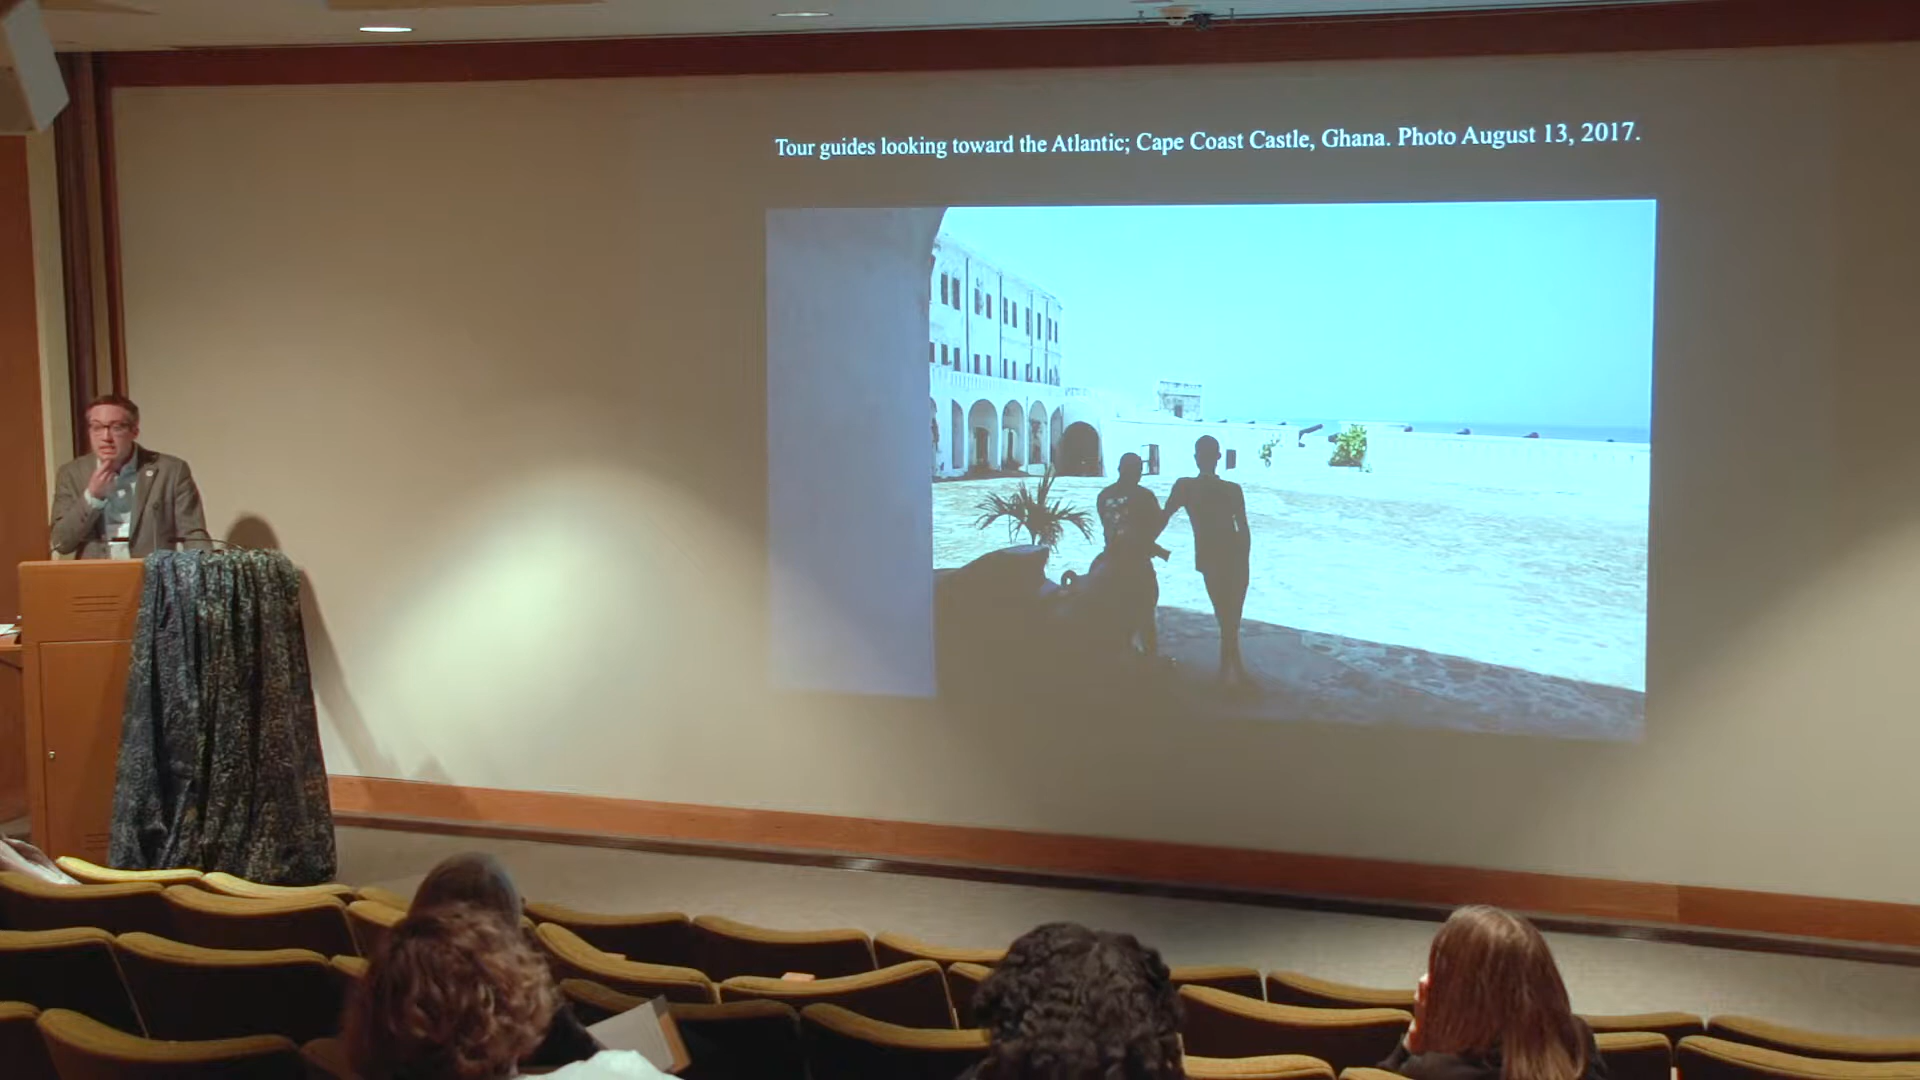 Tour guides looking toward the Atlantic; Cape Coast Castle, Ghana. Photo August 13, 2017.